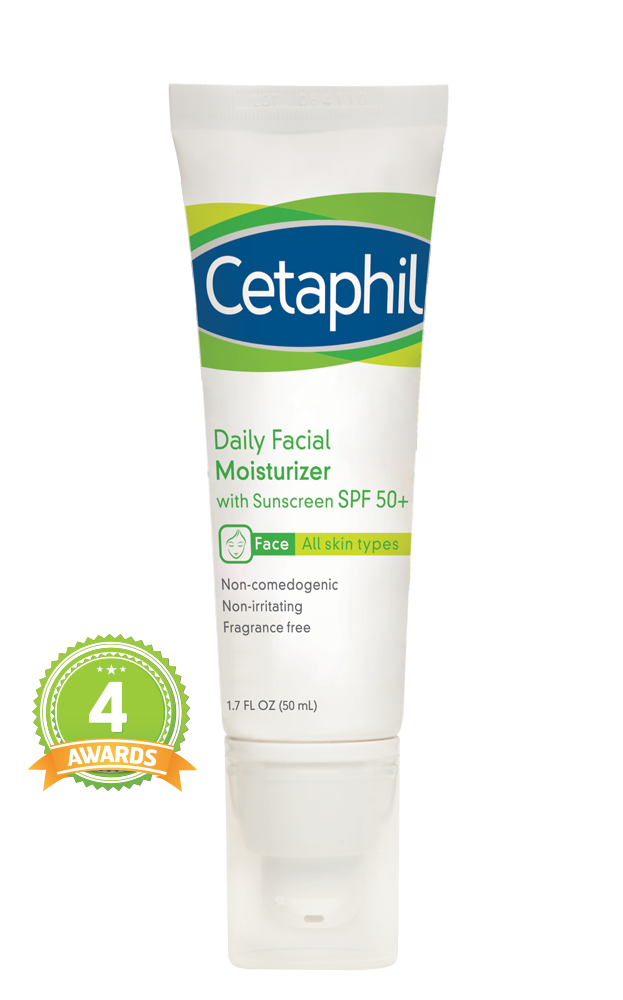 Cetaphil
Daily Facial
Moisturizer
with Sunscreen SPF 50+
Face All skin types
Non-comedogenic
Non-irritating
Fragrance free
1.7 FL OZ (50 mL)
4
AWARDS